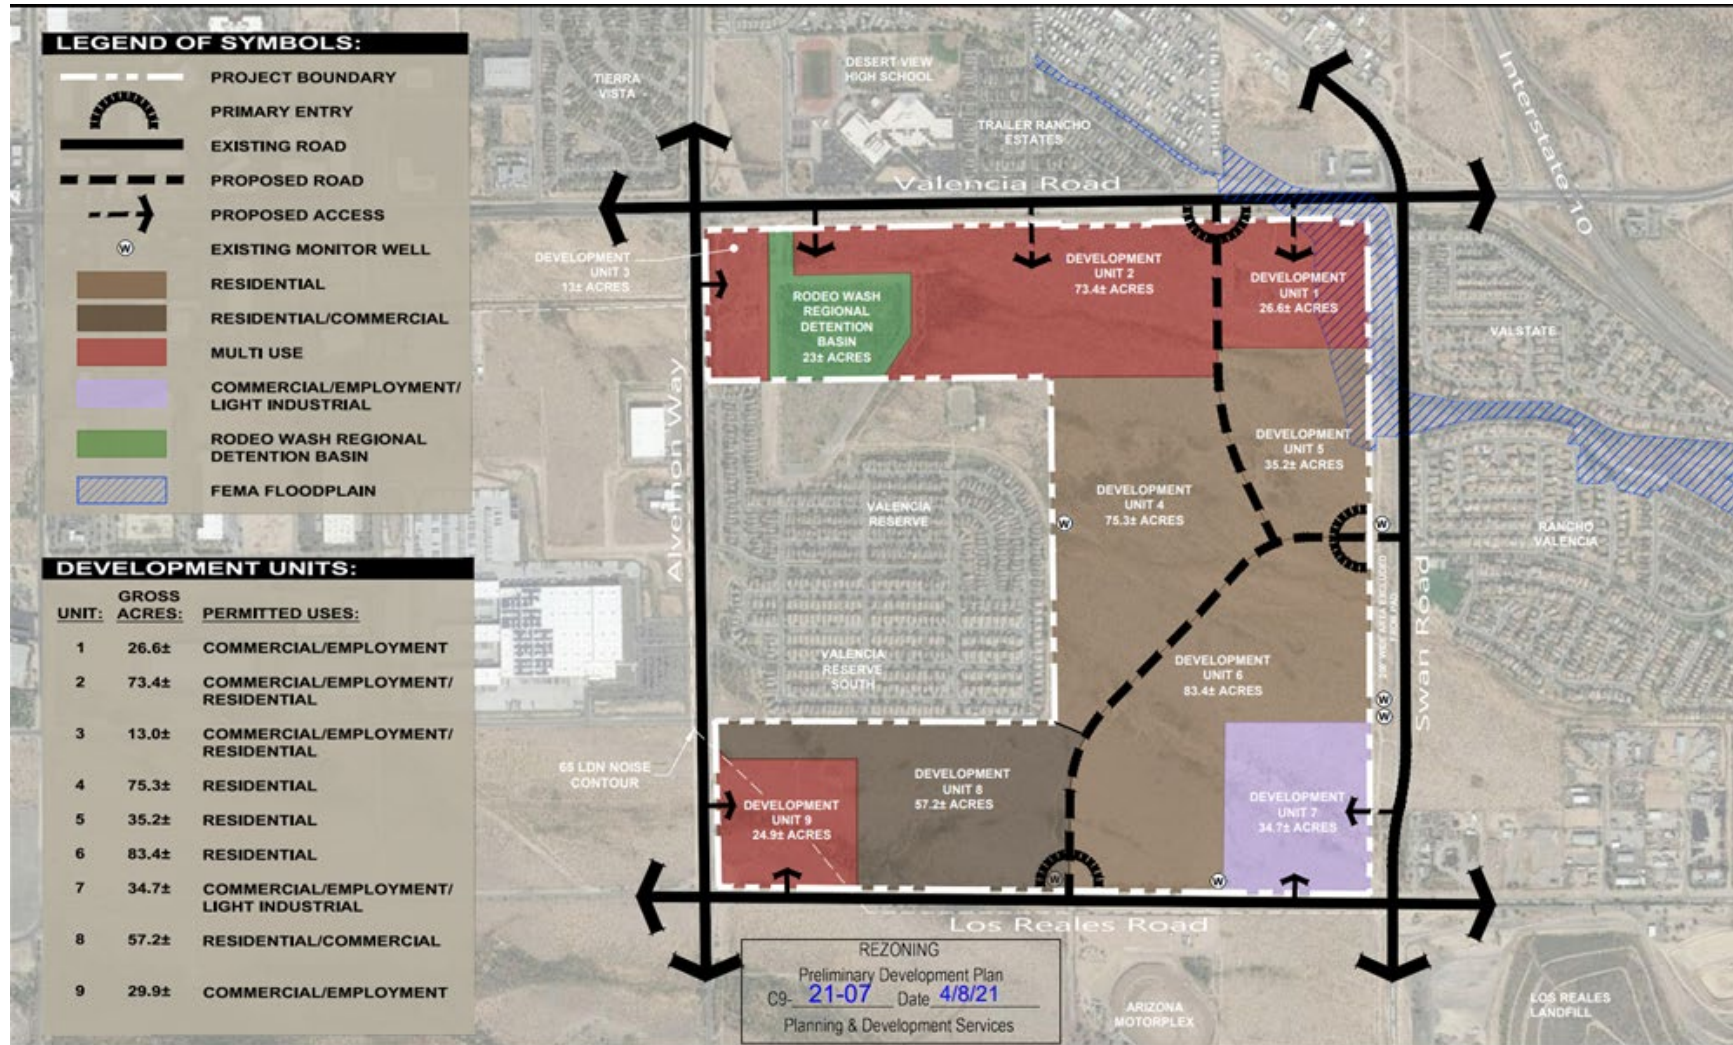 LEGEND OF SYMBOLS:
PROJECT BOUNDARY
PRIMARY ENTRY
EXISTING ROAD
PROPOSED ROAD
PROPOSED ACCESS
W
EXISTING MONITOR WELL
RESIDENTIAL
RESIDENTIAL/COMMERCIAL
MULTI USE
COMMERCIAL/EMPLOYMENT/
LIGHT INDUSTRIAL
RODEO WASH REGIONAL
DETENTION BASIN
FEMA FLOODPLAIN
DEVELOPMENT UNITS:
UNIT: GROSS ACRES: PERMITTED USES:
1 26.6± COMMERCIAL/EMPLOYMENT
2 73.4± COMMERCIAL/EMPLOYMENT/
RESIDENTIAL
3 13.0± COMMERCIAL/EMPLOYMENT/
RESIDENTIAL
4 75.3± RESIDENTIAL
5 35.2± RESIDENTIAL
6 83.4± RESIDENTIAL
7 34.7± COMMERCIAL/EMPLOYMENT/
LIGHT INDUSTRIAL
8 57.2± RESIDENTIAL/COMMERCIAL
9 29.9± COMMERCIAL/EMPLOYMENT
TIERRA
VISTA
DESERT VIEW
HIGH SCHOOL
TRAILER RANCHO
ESTATES
Interstate 10
Valencia Road
DEVELOPMENT
UNIT 3
13± ACRES
RODEO WASH
REGIONAL
DETENTION
BASIN
23± ACRES
DEVELOPMENT
UNIT 2
73.4± ACRES
DEVELOPMENT
UNIT 1
26.6± ACRES
VALSTATE
Alvernon Way
DEVELOPMENT
UNIT 5
35.2± ACRES
DEVELOPMENT
UNIT 4
75.3± ACRES
VALENCIA
RESERVE
W
W
RANCHO
VALENCIA
Swan Road
VALENCIA
RESERVE
SOUTH
DEVELOPMENT
UNIT 6
83.4± ACRES
W
W
65 LDN NOISE
CONTOUR
DEVELOPMENT
UNIT 8
57.2± ACRES
DEVELOPMENT
UNIT 9
24.9± ACRES
DEVELOPMENT
UNIT 7
34.7± ACRES
W
W
Los Reales Road
REZONING
Preliminary Development Plan
C9- 21-07 Date 4/8/21
Planning & Development Services
ARIZONA
MOTORPLEX
LOS REALES
LANDFILL